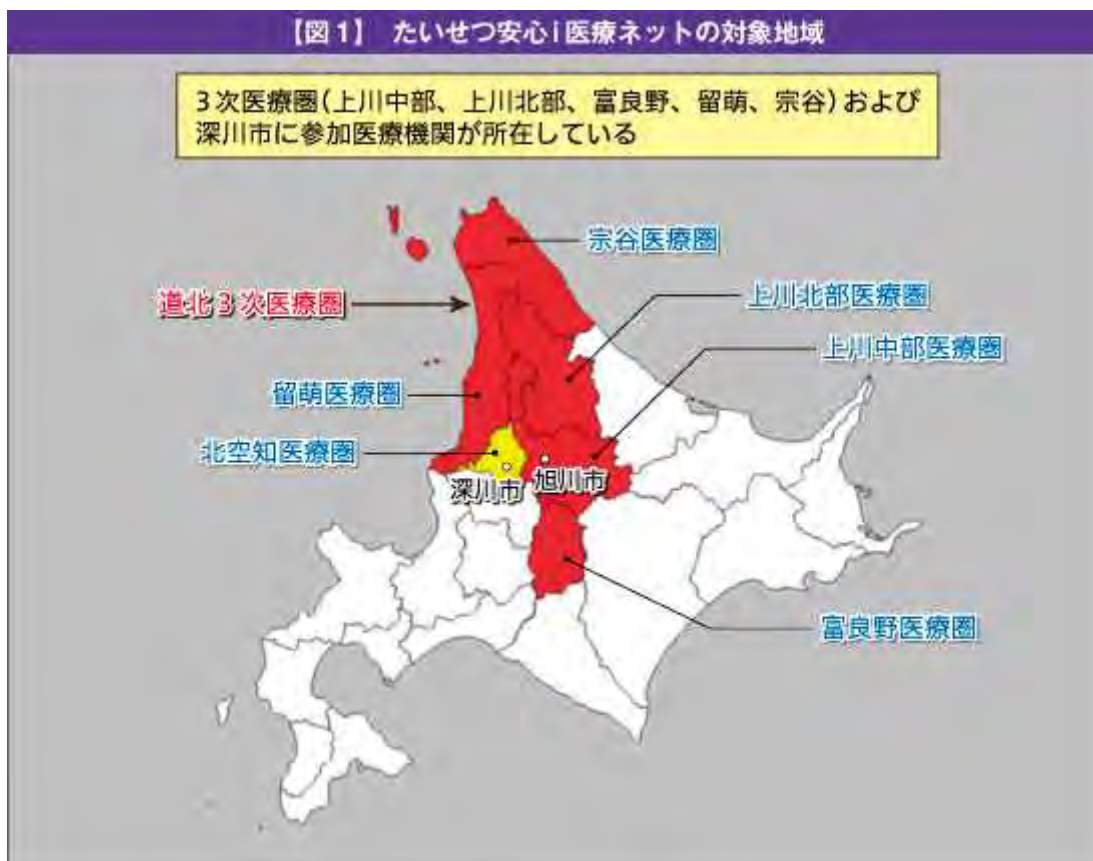 【図1】 たいせつ安心i医療ネットの対象地域
3次医療圏(上川中部、上川北部、富良野、留萌、宗谷)および
深川市に参加医療機関が所在している
宗谷医療圏
道北3次医療圏
上川北部医療圏
上川中部医療圏
留萌医療圏
北空知医療圏
深川市
旭川市
富良野医療圏